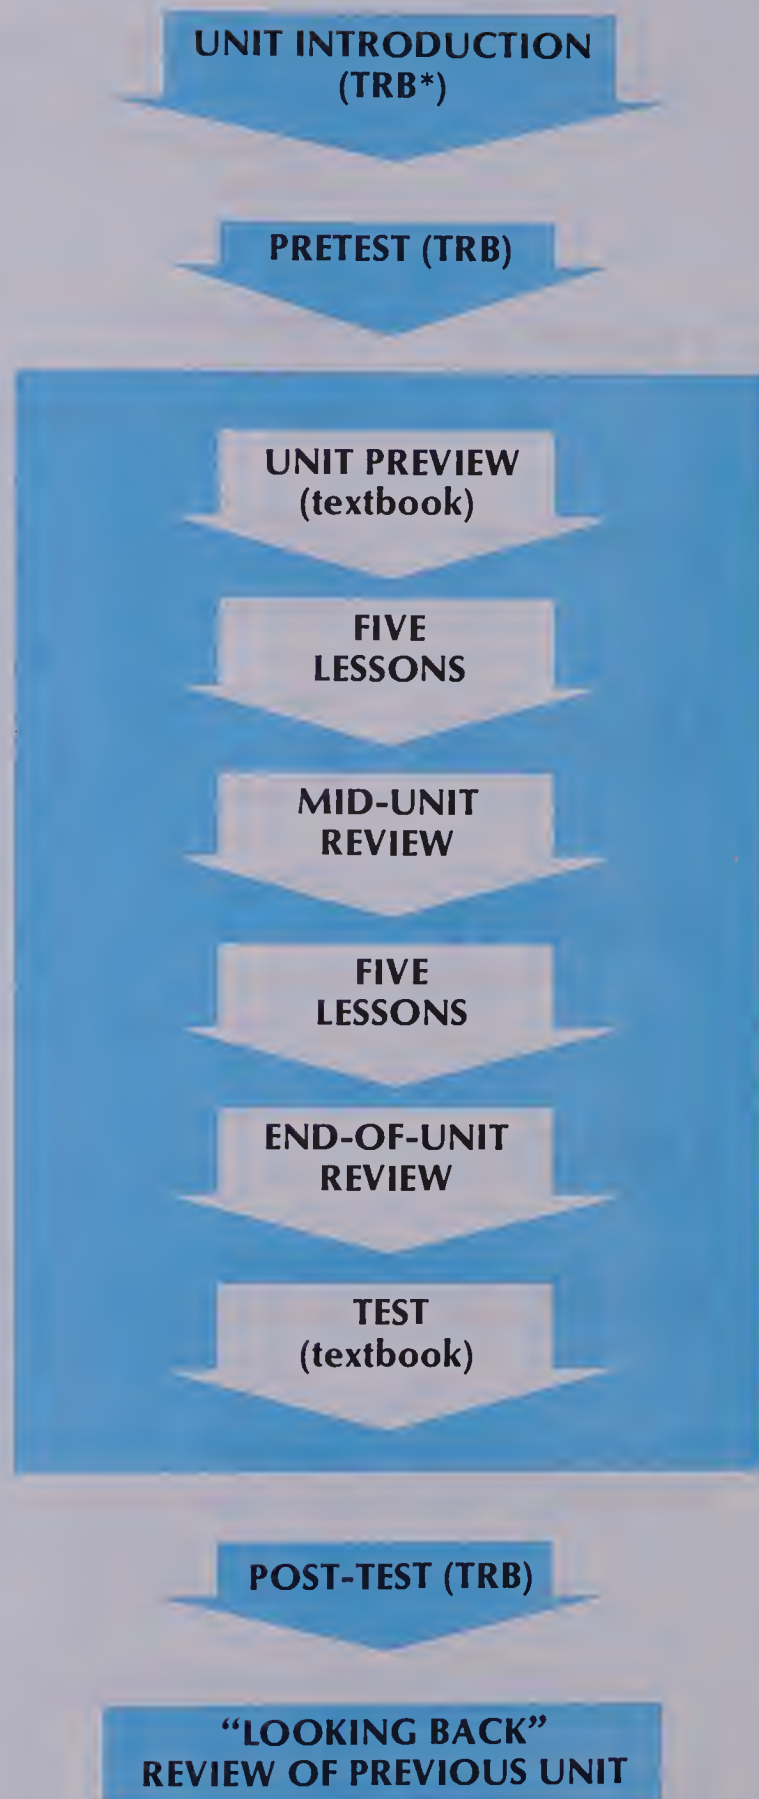 UNIT INTRODUCTION
(TRB*)
PRETEST (TRB)
UNIT PREVIEW
(textbook)
FIVE
LESSONS
MID-UNIT
REVIEW
FIVE
LESSONS
END-OF-UNIT
REVIEW
TEST
(textbook)
POST-TEST (TRB)
“LOOKING BACK”
REVIEW OF PREVIOUS UNIT